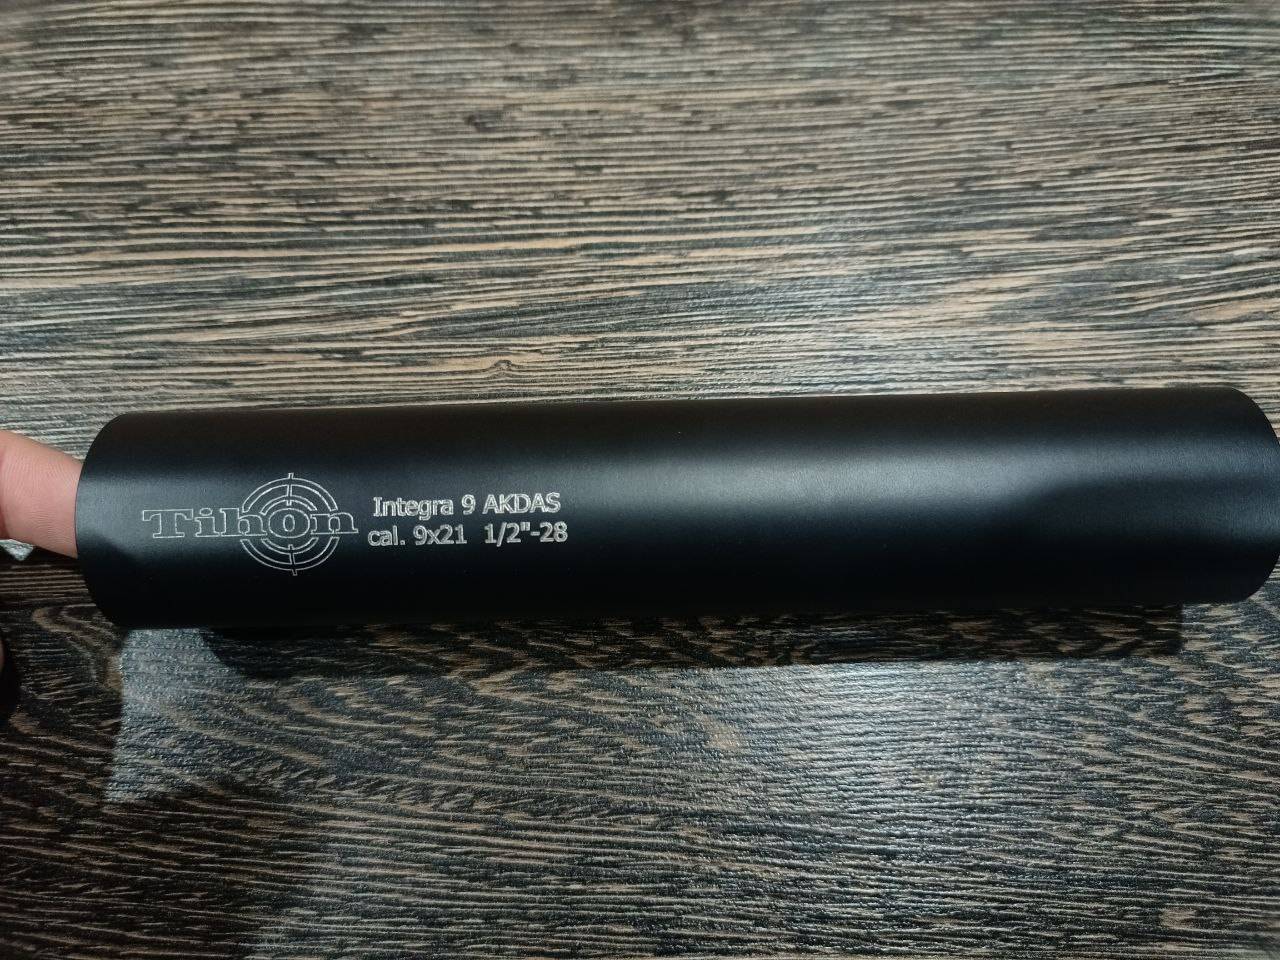 Tihon
Integra 9 AKDAS
cal. 9x21 1/2"-28